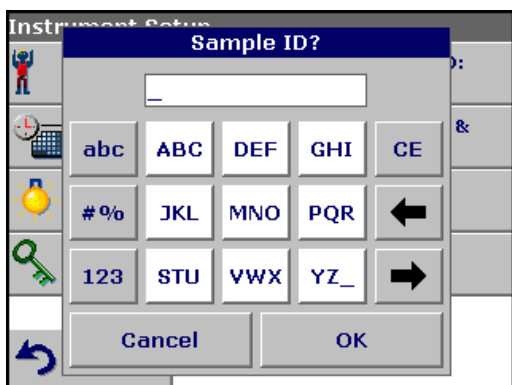 Instrument Setup
Sample ID?
D:
_
&
abc ABC DEF GHI CE
#% JKL MNO PQR
123 STU VWX YZ_
Cancel OK